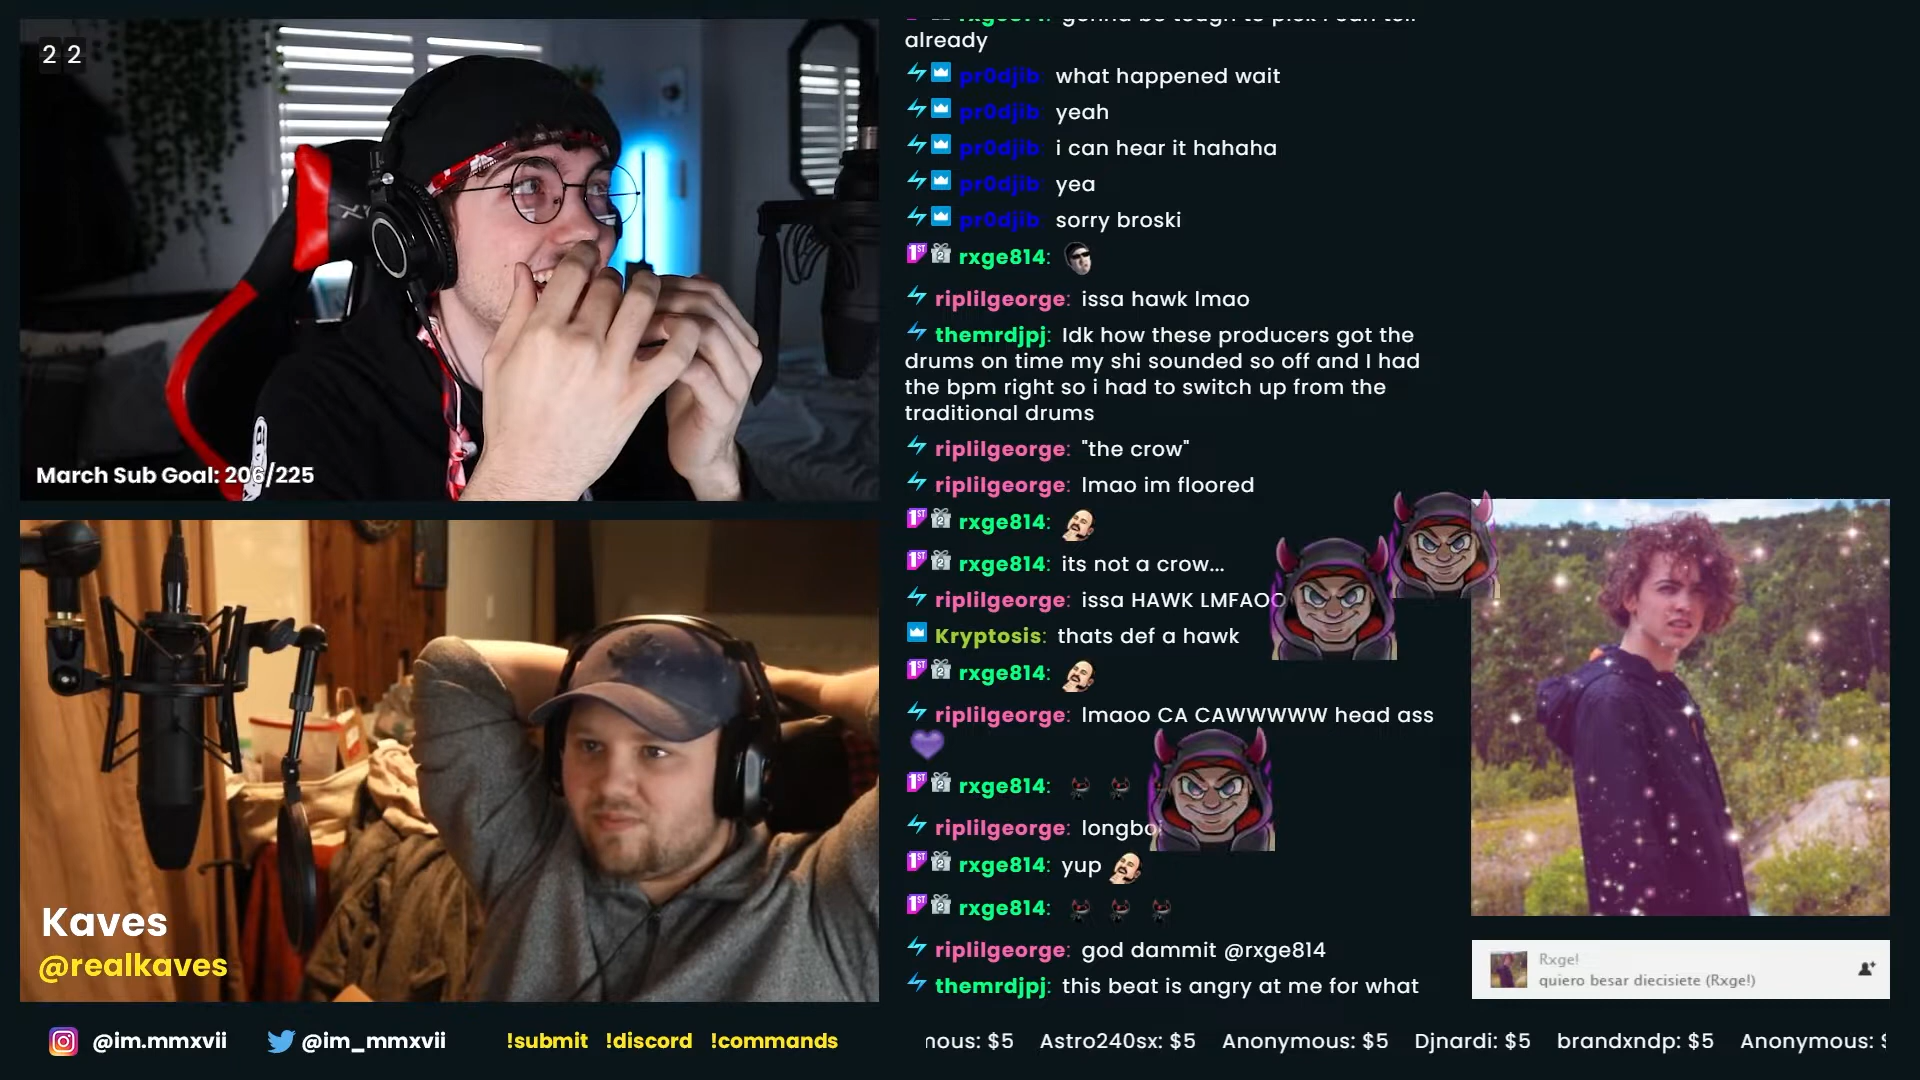 22
March Sub Goal: 206/225
Kaves
@realkaves
already
pr0djib: what happened wait
pr0djib: yeah
pr0djib: i can hear it hahaha
pr0djib: yea
pr0djib: sorry broski
rxge814:
riplilgeorge: issa hawk lmao
themrdjpj: Idk how these producers got the
drums on time my shi sounded so off and I had
the bpm right so i had to switch up from the
traditional drums
riplilgeorge: "the crow"
riplilgeorge: lmao im floored
rxge814:
rxge814: its not a crow...
riplilgeorge: issa HAWK LMFAOO
Kryptosis: thats def a hawk
rxge814:
riplilgeorge: lmaoo CA CAWWWWW head ass
rxge814:
riplilgeorge: longboi
rxge814: yup
rxge814:
riplilgeorge: god dammit @rxge814
themrdjpj: this beat is angry at me for what
Rxge!
quiero besar diecisiete (Rxge!)
@im.mmxvii @im_mmxvii !submit !discord !commands
nous: $5 Astro240sx: $5 Anonymous: $5 Djnardi: $5 brandxndp: $5 Anonymous: $